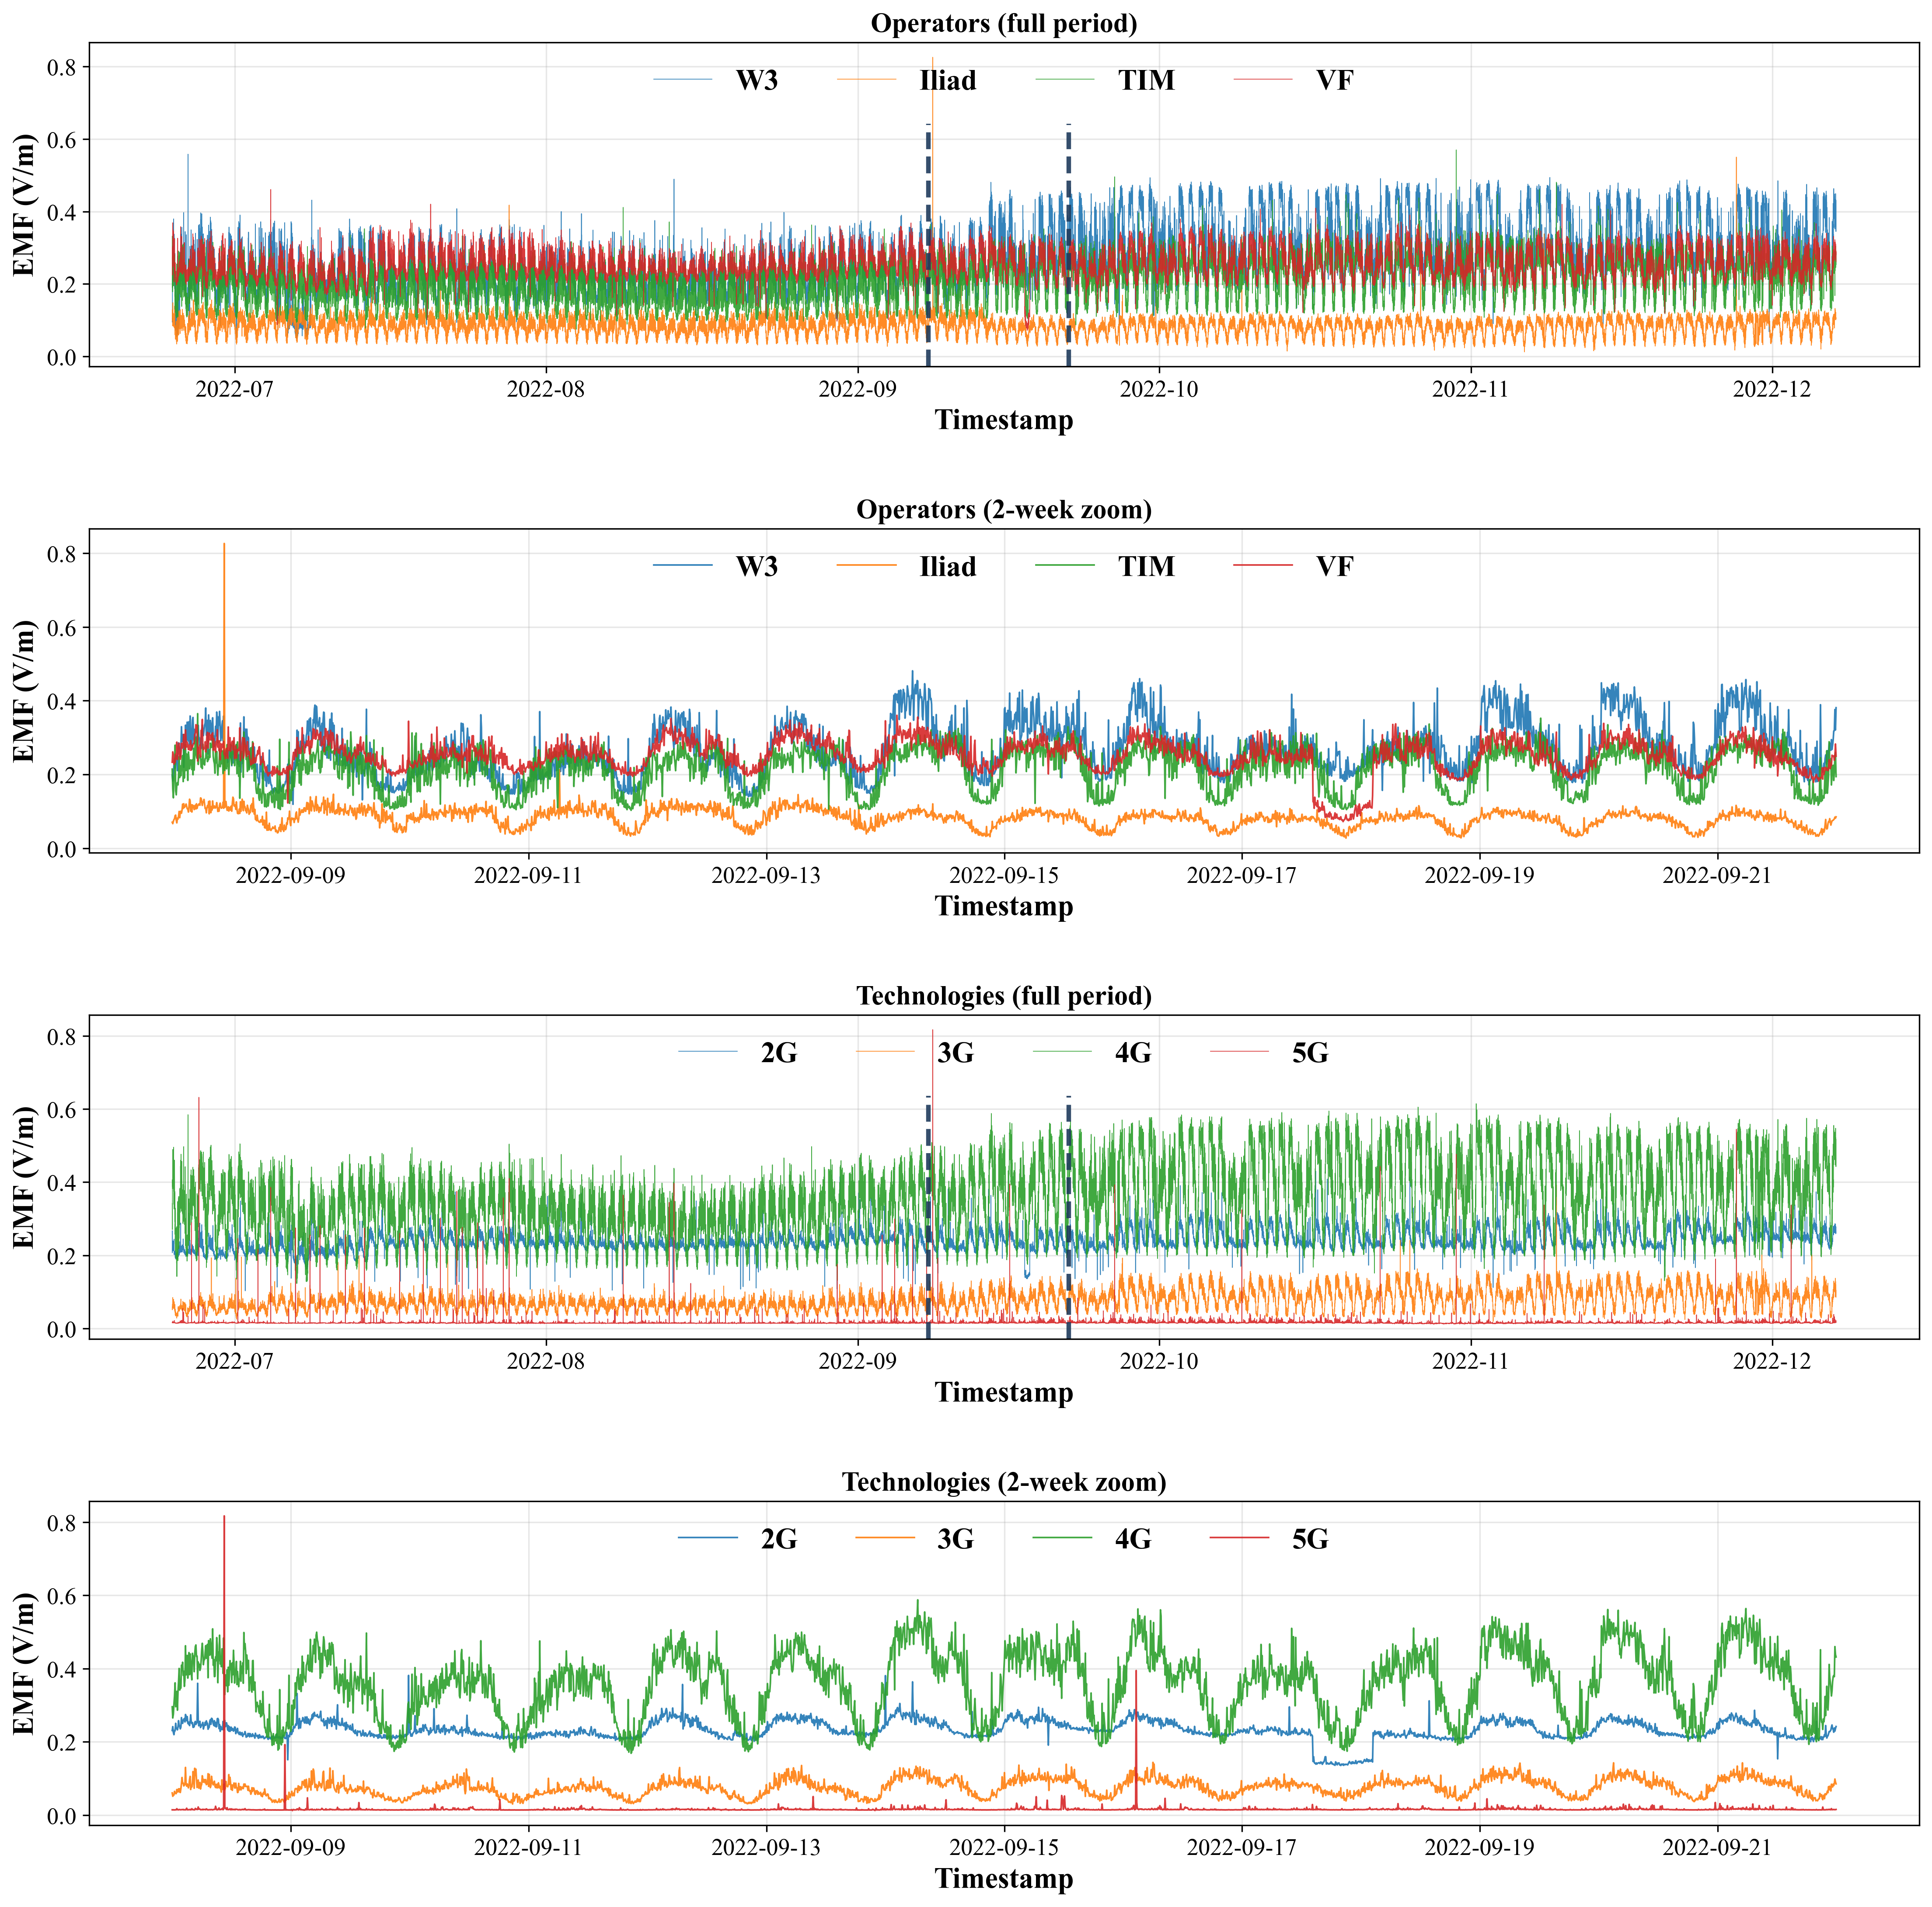 Operators (full period)
W3 Iliad TIM VF
EMF (V/m)
0.8
0.6
0.4
0.2
0.0
2022-07 2022-08 2022-09 2022-10 2022-11 2022-12
Timestamp
Operators (2-week zoom)
W3 Iliad TIM VF
EMF (V/m)
0.8
0.6
0.4
0.2
0.0
2022-09-09 2022-09-11 2022-09-13 2022-09-15 2022-09-17 2022-09-19 2022-09-21
Timestamp
Technologies (full period)
2G 3G 4G 5G
EMF (V/m)
0.8
0.6
0.4
0.2
0.0
2022-07 2022-08 2022-09 2022-10 2022-11 2022-12
Timestamp
Technologies (2-week zoom)
2G 3G 4G 5G
EMF (V/m)
0.8
0.6
0.4
0.2
0.0
2022-09-09 2022-09-11 2022-09-13 2022-09-15 2022-09-17 2022-09-19 2022-09-21
Timestamp